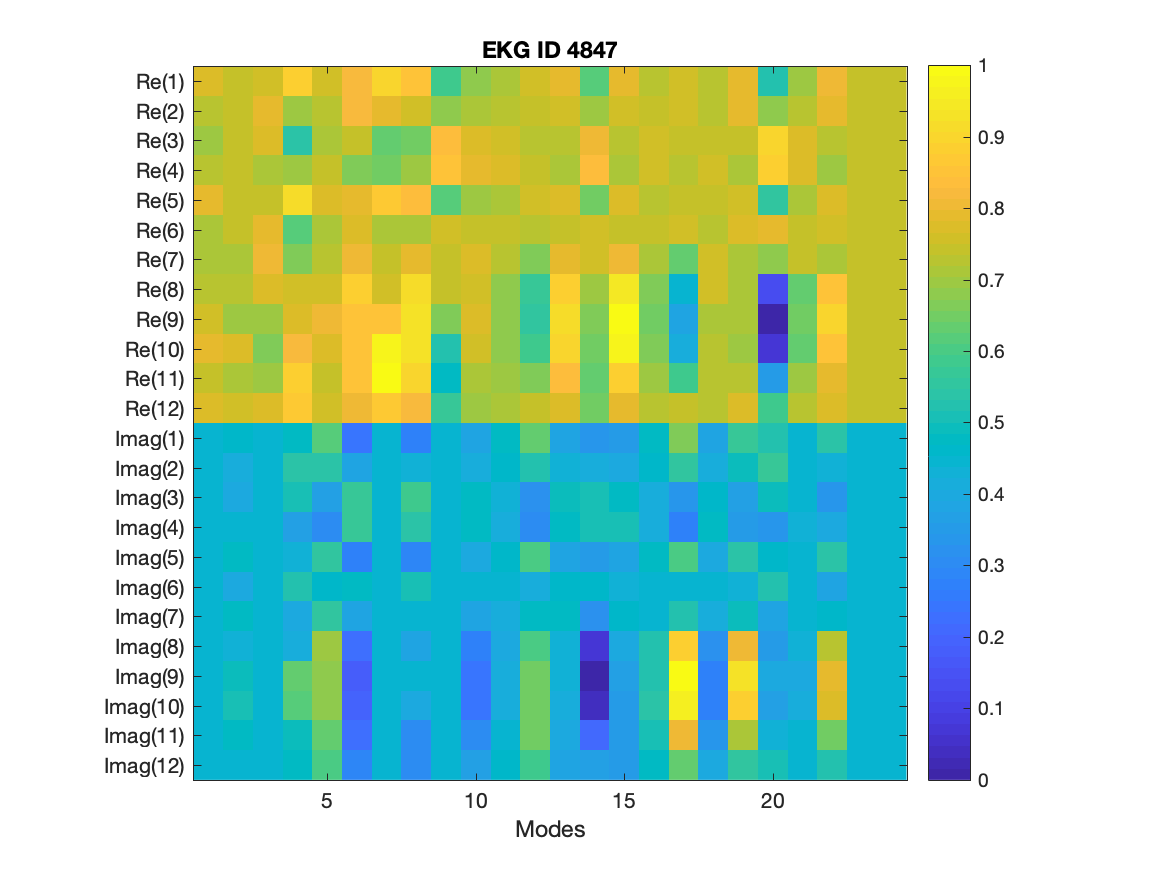 EKG ID 4847
Re(1)
Re(2)
Re(3)
Re(4)
Re(5)
Re(6)
Re(7)
Re(8)
Re(9)
Re(10)
Re(11)
Re(12)
Imag(1)
Imag(2)
Imag(3)
Imag(4)
Imag(5)
Imag(6)
Imag(7)
Imag(8)
Imag(9)
Imag(10)
Imag(11)
Imag(12)
5 10 15 20
Modes
1
0.9
0.8
0.7
0.6
0.5
0.4
0.3
0.2
0.1
0